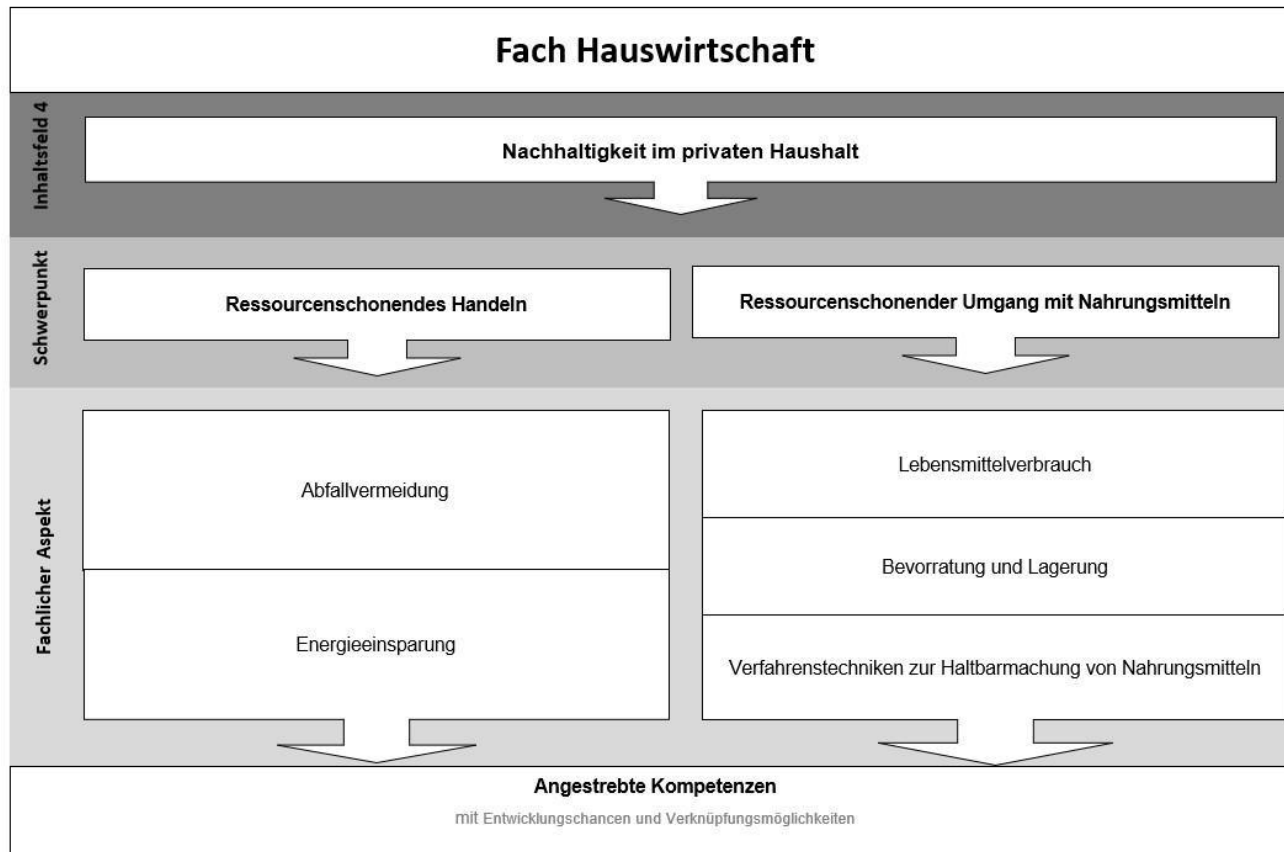 Fach Hauswirtschaft
Inhaltsfeld 4
Nachhaltigkeit im privaten Haushalt
Schwerpunkt
Ressourcenschonendes Handeln
Ressourcenschonender Umgang mit Nahrungsmitteln
Fachlicher Aspekt
Abfallvermeidung
Energieeinsparung
Lebensmittelverbrauch
Bevorratung und Lagerung
Verfahrenstechniken zur Haltbarmachung von Nahrungsmitteln
Angestrebte Kompetenzen
mit Entwicklungschancen und Verknüpfungsmöglichkeiten